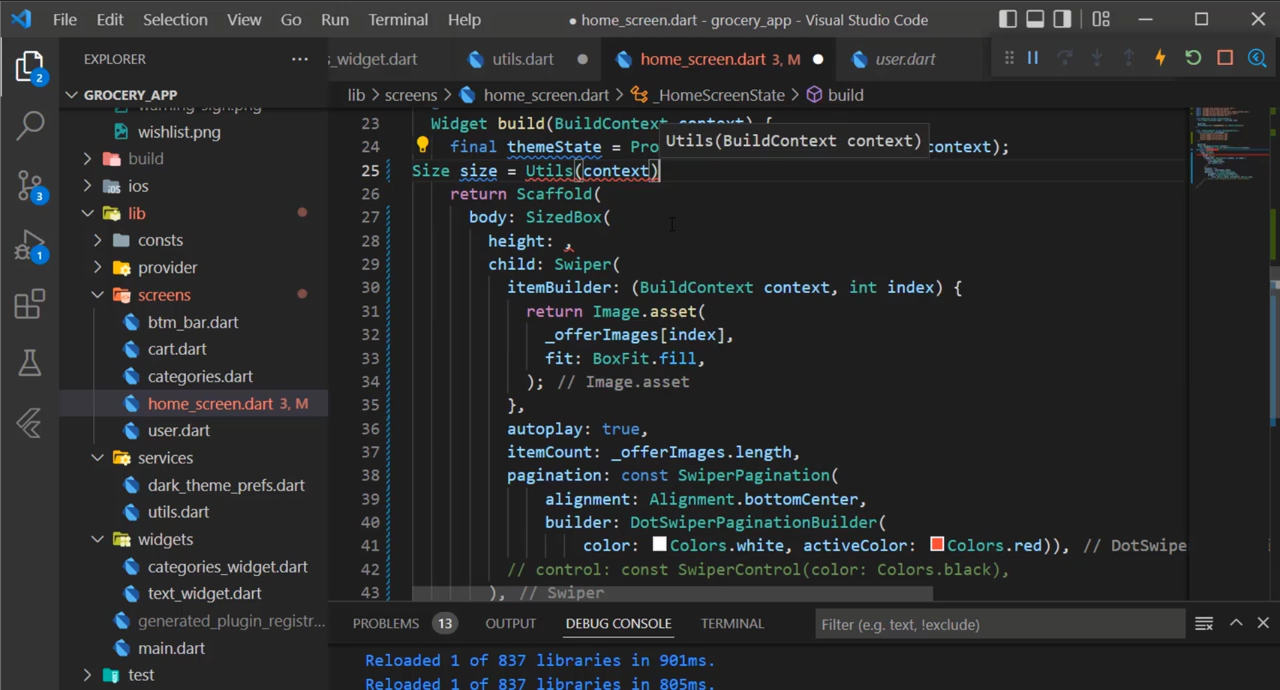 File Edit Selection View Go Run Terminal Help
● home_screen.dart - grocery_app - Visual Studio Code
EXPLORER
s_widget.dart
utils.dart
home_screen.dart 3, M
user.dart
2
GROCERY_APP
lib > screens > home_screen.dart > _HomeScreenState > build
warning-sign.png
wishlist.png
build
ios
3
lib
consts
1
provider
screens
btm_bar.dart
cart.dart
categories.dart
home_screen.dart 3, M
user.dart
services
dark_theme_prefs.dart
utils.dart
widgets
categories_widget.dart
text_widget.dart
generated_plugin_registr...
main.dart
test
23 Widget build(BuildContext context) {
Utils(BuildContext context)
24 final themeState = Pro context);
25 Size size = Utils(context)
26 return Scaffold(
27 body: SizedBox(
28 height: ,
29 child: Swiper(
30 itemBuilder: (BuildContext context, int index) {
31 return Image.asset(
32 _offerImages[index],
33 fit: BoxFit.fill,
34 ); // Image.asset
35 },
36 autoplay: true,
37 itemCount: _offerImages.length,
38 pagination: const SwiperPagination(
39 alignment: Alignment.bottomCenter,
40 builder: DotSwiperPaginationBuilder(
41 color: Colors.white, activeColor: Colors.red)), // DotSwipe
42 // control: const SwiperControl(color: Colors.black),
43 ), // Swiper
PROBLEMS 13 OUTPUT DEBUG CONSOLE TERMINAL Filter (e.g. text, !exclude)
Reloaded 1 of 837 libraries in 901ms.
Reloaded 1 of 837 libraries in 805ms.